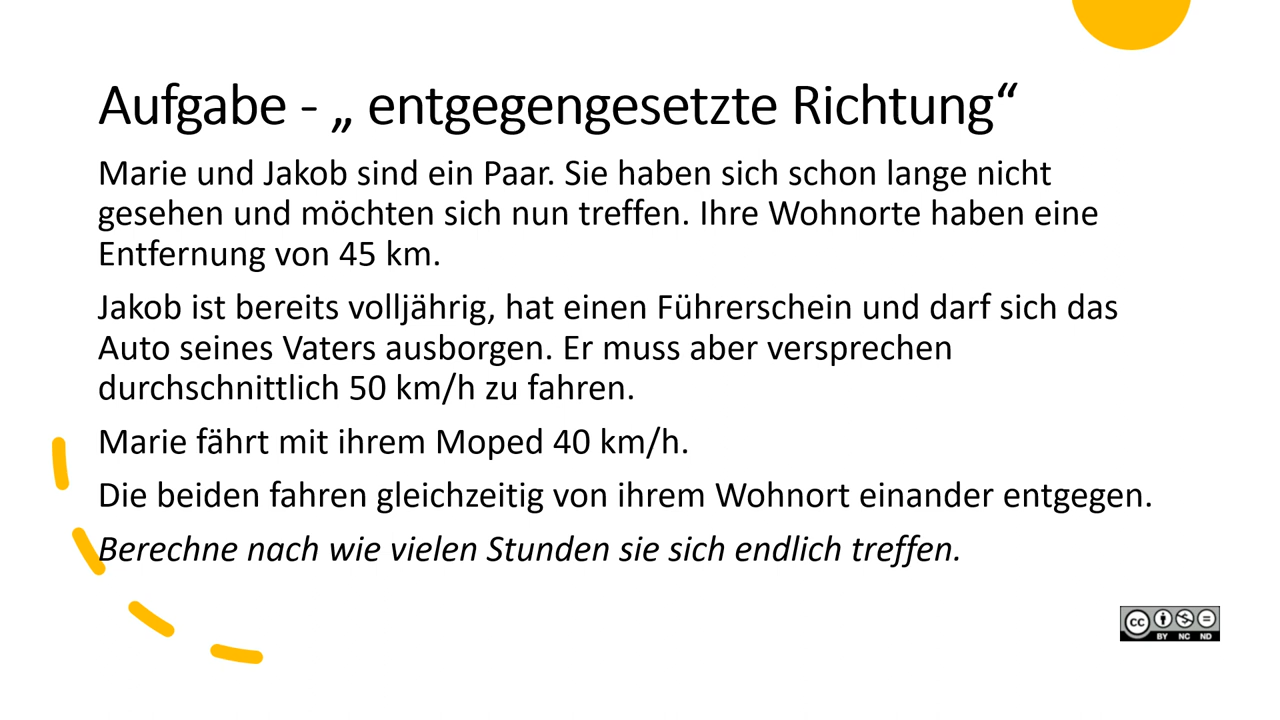 Aufgabe - „ entgegengesetzte Richtung“
Marie und Jakob sind ein Paar. Sie haben sich schon lange nicht
gesehen und möchten sich nun treffen. Ihre Wohnorte haben eine
Entfernung von 45 km.
Jakob ist bereits volljährig, hat einen Führerschein und darf sich das
Auto seines Vaters ausborgen. Er muss aber versprechen
durchschnittlich 50 km/h zu fahren.
Marie fährt mit ihrem Moped 40 km/h.
Die beiden fahren gleichzeitig von ihrem Wohnort einander entgegen.
Berechne nach wie vielen Stunden sie sich endlich treffen.
cc
BY NC ND